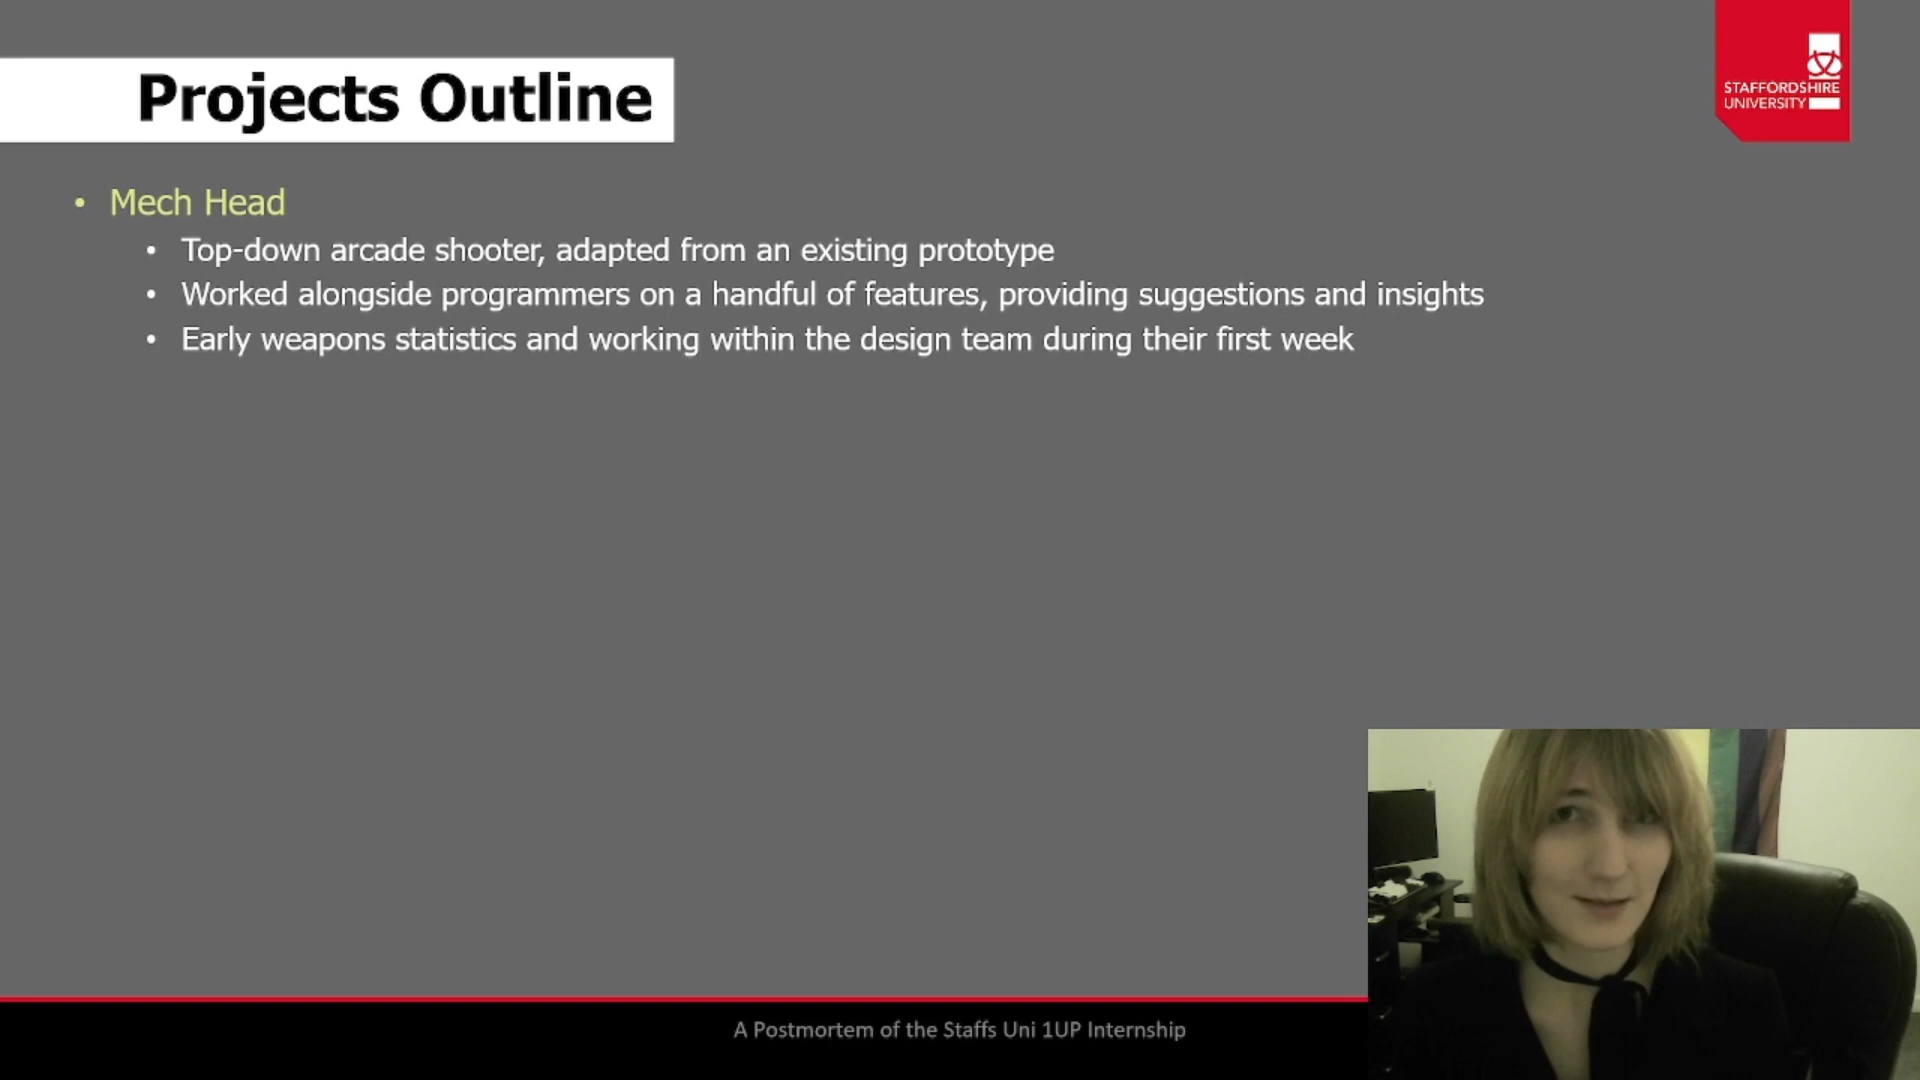 Projects Outline
STAFFORDSHIRE
UNIVERSITY
• Mech Head
• Top-down arcade shooter, adapted from an existing prototype
• Worked alongside programmers on a handful of features, providing suggestions and insights
• Early weapons statistics and working within the design team during their first week
A Postmortem of the Staffs Uni 1UP Internship